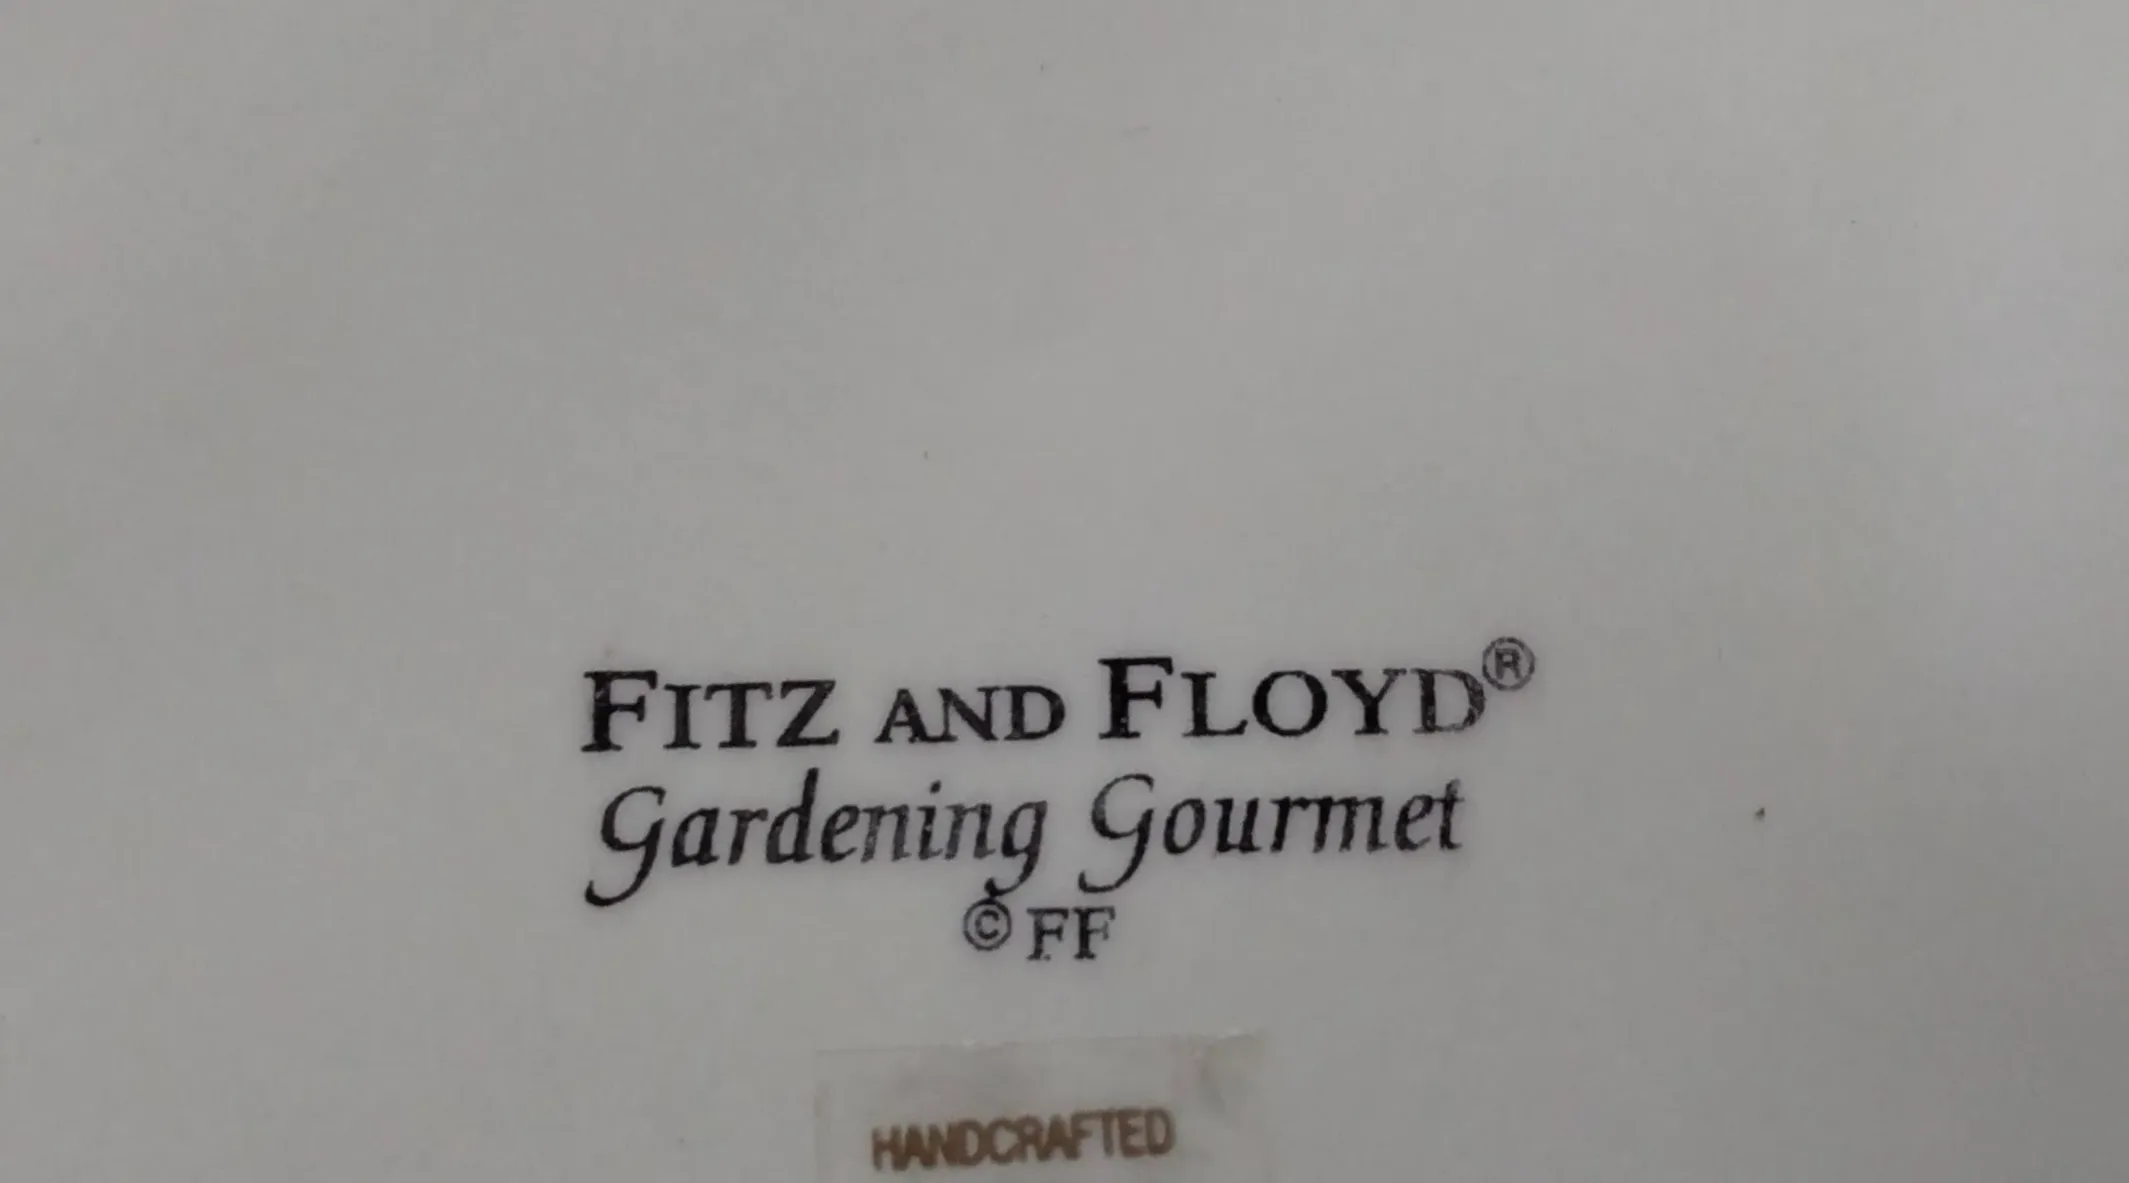 FITZ AND FLOYD®
Gardening Gourmet
© FF
HANDCRAFTED